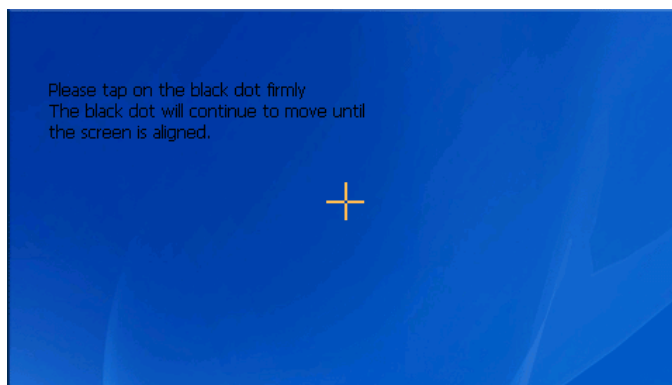 Please tap on the black dot firmly
The black dot will continue to move until
the screen is aligned.